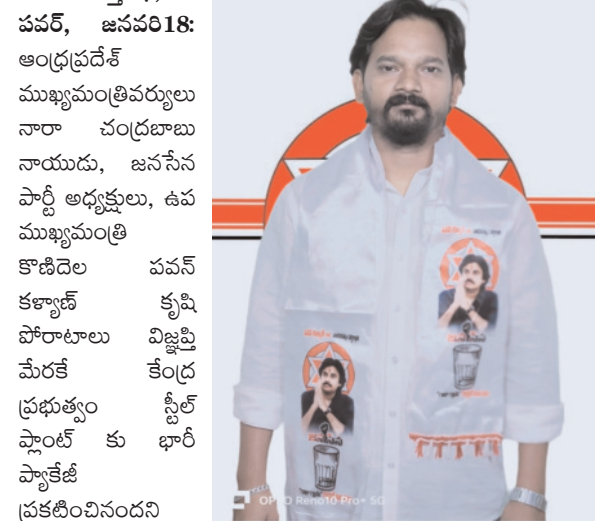 పవర్, జనవరి18:
ఆంధ్రప్రదేశ్
ముఖ్యమంత్రివర్యులు
నారా చంద్రబాబు
నాయుడు, జనసేన
పార్టీ అధ్యక్షులు, ఉప
ముఖ్యమంత్రి
కొణిదెల పవన్
కళ్యాణ్ కృషి
పోరాటాలు విజ్ఞప్తి
మేరకే కేంద్ర
ప్రభుత్వం స్టీల్
ప్లాంట్ కు భారీ
ప్యాకేజీ
ప్రకటించినందని
OPPO Reno10 Pro+ 5G